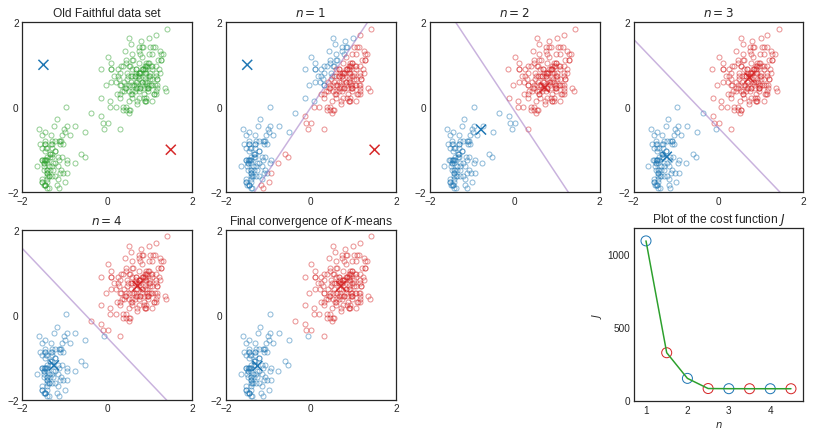 Old Faithful data set
n = 1
n = 2
n = 3
2
0
−2
−2 0 2
2
0
−2
−2 0 2
2
0
−2
−2 0 2
2
0
−2
−2 0 2
n = 4
Final convergence of K-means
Plot of the cost function J
2
0
−2
−2 0 2
2
0
−2
−2 0 2
1000
500
0
J
1 2 3 4
n